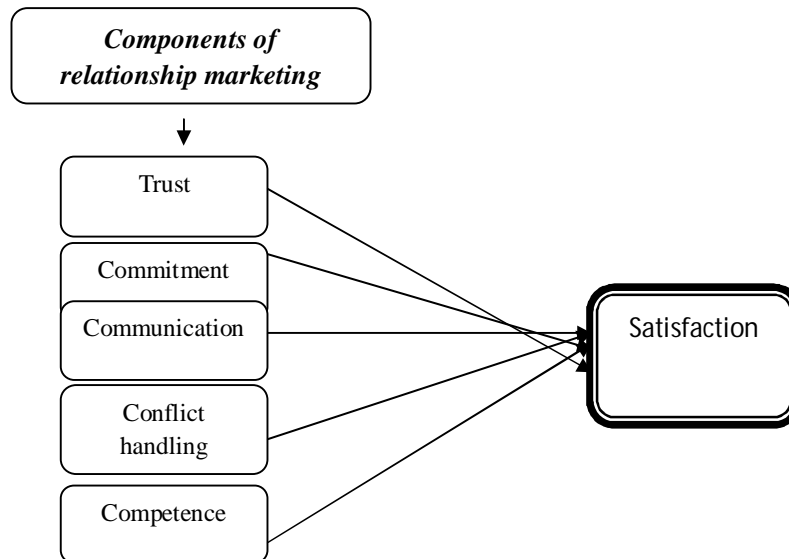 Components of
relationship marketing
Trust
Commitment
Communication
Satisfaction
Conflict
handling
Competence